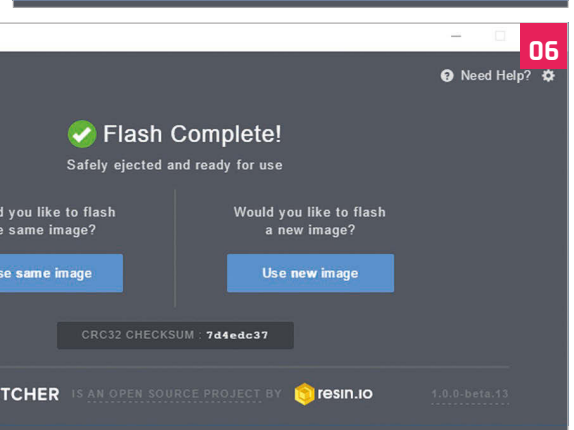 06
Need Help?
Flash Complete!
Safely ejected and ready for use
d you like to flash
e same image?
Would you like to flash
a new image?
se same image
Use new image
CRC32 CHECKSUM : 7d4edc37
TCHER IS AN OPEN SOURCE PROJECT BY resin.io 1.0.0-beta.13